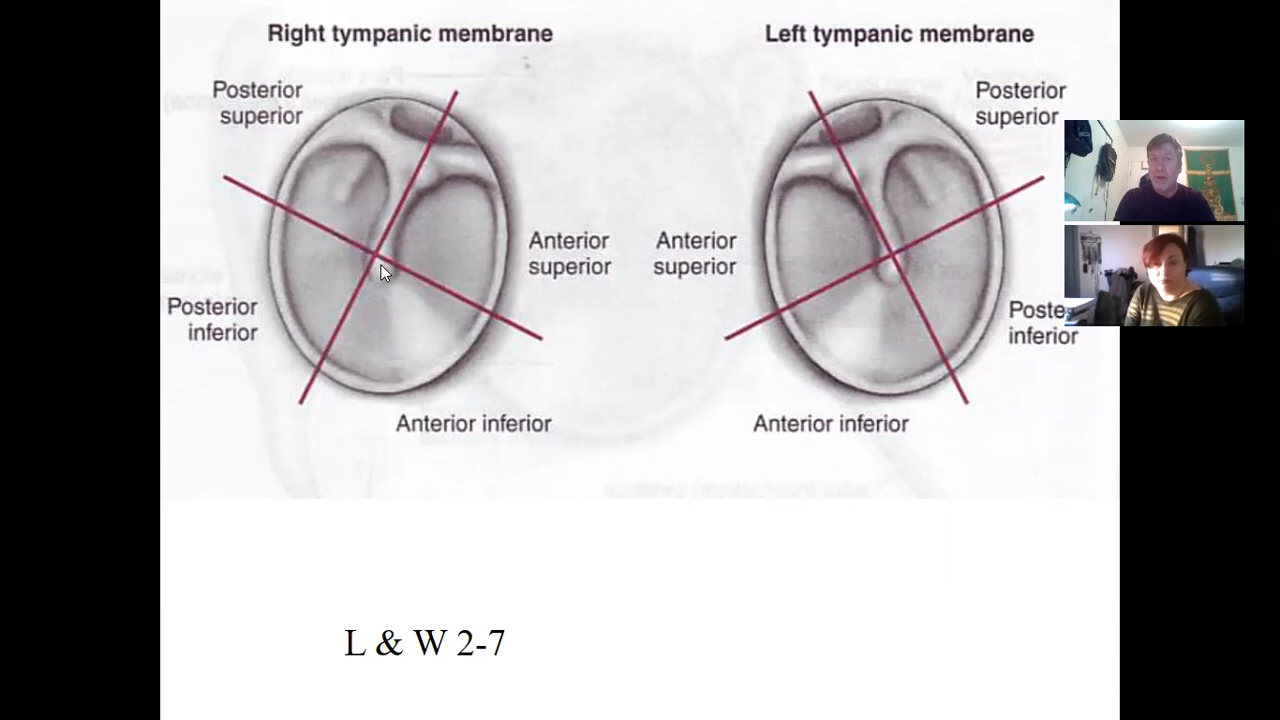 Right tympanic membrane
Left tympanic membrane
Posterior
superior
Posterior
superior
Anterior
superior
Anterior
superior
Posterior
inferior
Poste
inferior
Anterior inferior
Anterior inferior
L & W 2-7